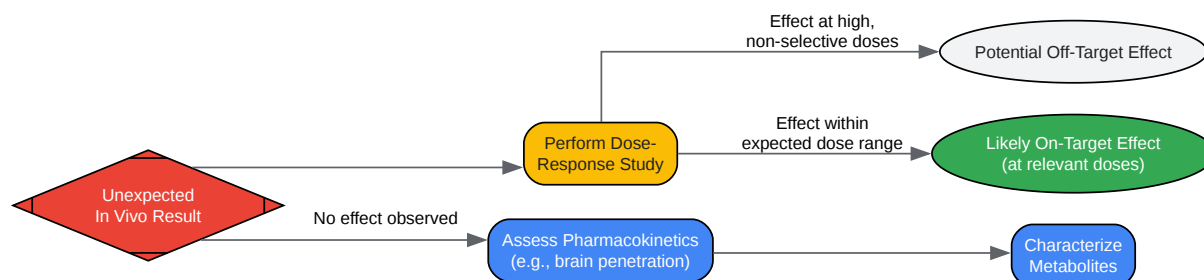 Effect at high,
non-selective doses
Potential Off-Target Effect
Perform Dose-
Response Study
Effect within
expected dose range
Likely On-Target Effect
(at relevant doses)
Unexpected
In Vivo Result
No effect observed
Assess Pharmacokinetics
(e.g., brain penetration)
Characterize
Metabolites